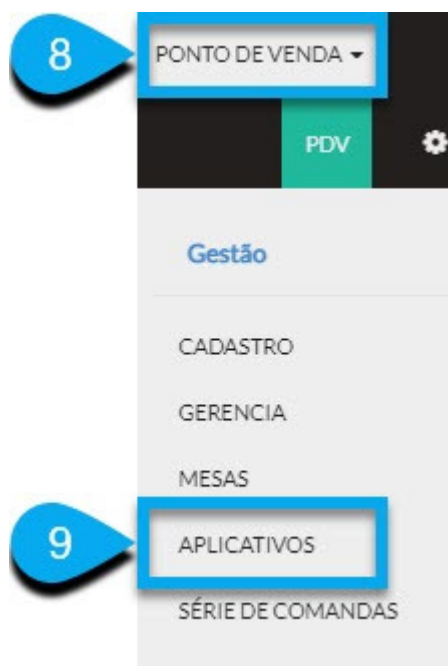 8
PONTO DE VENDA
PDV
Gestão
CADASTRO
GERENCIA
MESAS
9
APLICATIVOS
SÉRIE DE COMANDAS